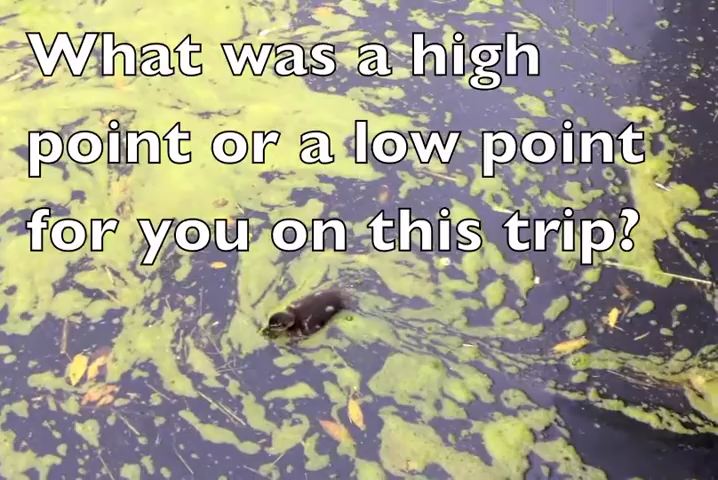 What was a high
point or a low point
for you on this trip?